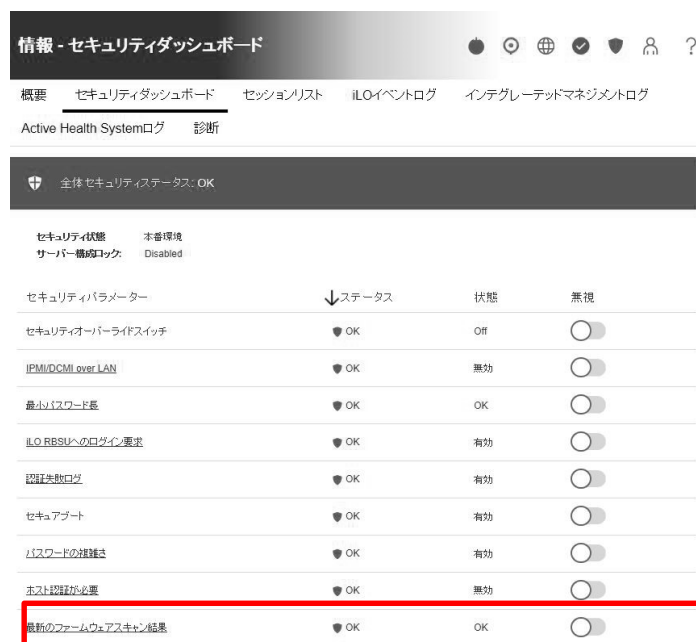 情報 - セキュリティダッシュボード
?
概要 セキュリティダッシュボード セッションリスト iLOイベントログ インテグレーテッドマネジメントログ
Active Health Systemログ 診断
全体セキュリティステータス: OK
セキュリティ状態 本番環境
サーバー構成ロック: Disabled
セキュリティパラメーター ↓ステータス 状態 無視
セキュリティオーバーライドスイッチ OK Off
IPMI/DCMI over LAN OK 無効
最小パスワード長 OK OK
iLO RBSUへのログイン要求 OK 有効
認証失敗ログ OK 有効
セキュアブート OK 有効
パスワードの複雑さ OK 有効
ホスト認証が必要 OK 無効
最新のファームウェアスキャン結果 OK OK